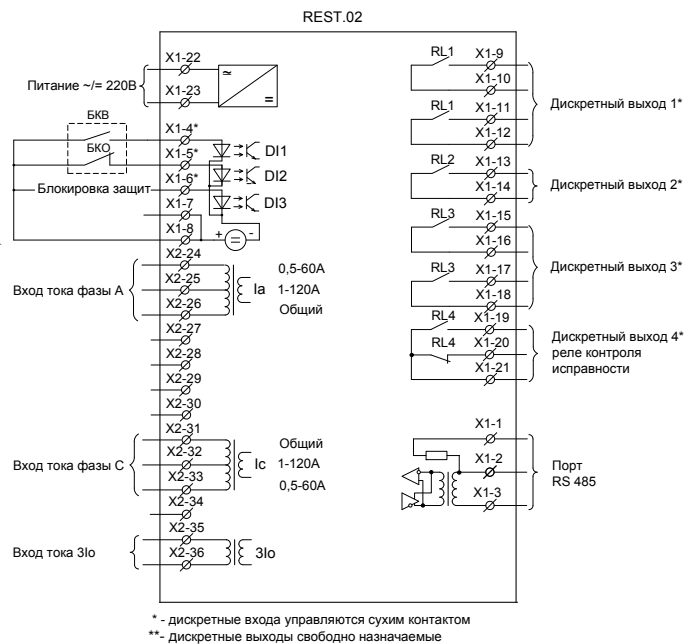 REST.02
X1-22
Питание ~/= 220В
X1-23
БКВ
X1-4*
БКО
X1-5*
DI1
X1-6*
DI2
Блокировка защит
X1-7
DI3
X1-8
+ = -
X2-24
0,5-60А
X2-25
Вход тока фазы А
Ia
1-120А
X2-26
Общий
X2-27
X2-28
X2-29
X2-30
X2-31
Общий
X2-32
Вход тока фазы С
Ic
1-120А
X2-33
0,5-60А
X2-34
X2-35
Вход тока 3Io
3Io
X2-36
RL1
X1-9
X1-10
Дискретный выход 1*
RL1
X1-11
X1-12
RL2
X1-13
Дискретный выход 2*
X1-14
RL3
X1-15
X1-16
Дискретный выход 3*
RL3
X1-17
X1-18
RL4
X1-19
Дискретный выход 4*
RL4
X1-20
реле контроля
исправности
X1-21
X1-1
X1-2
Порт
RS 485
X1-3
* - дискретные входа управляются сухим контактом
**- дискретные выходы свободно назначаемые